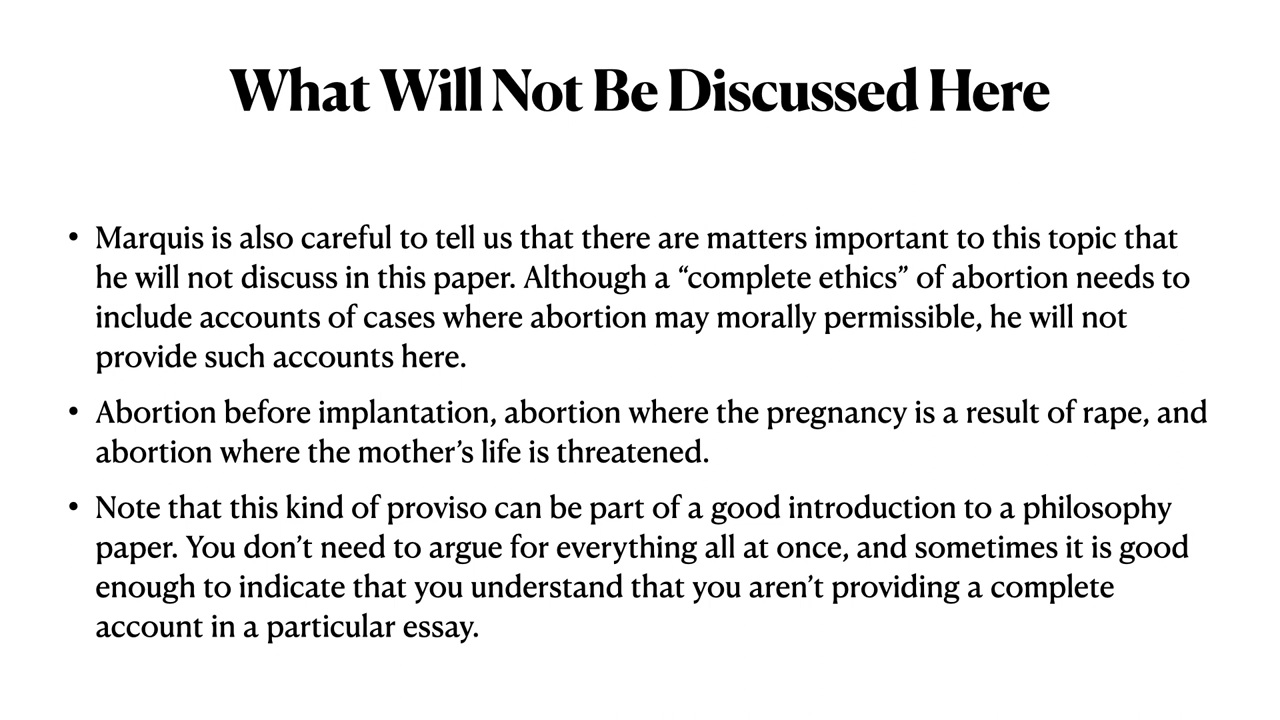 What Will Not Be Discussed Here
• Marquis is also careful to tell us that there are matters important to this topic that
he will not discuss in this paper. Although a “complete ethics” of abortion needs to
include accounts of cases where abortion may morally permissible, he will not
provide such accounts here.
• Abortion before implantation, abortion where the pregnancy is a result of rape, and
abortion where the mother’s life is threatened.
• Note that this kind of proviso can be part of a good introduction to a philosophy
paper. You don’t need to argue for everything all at once, and sometimes it is good
enough to indicate that you understand that you aren’t providing a complete
account in a particular essay.